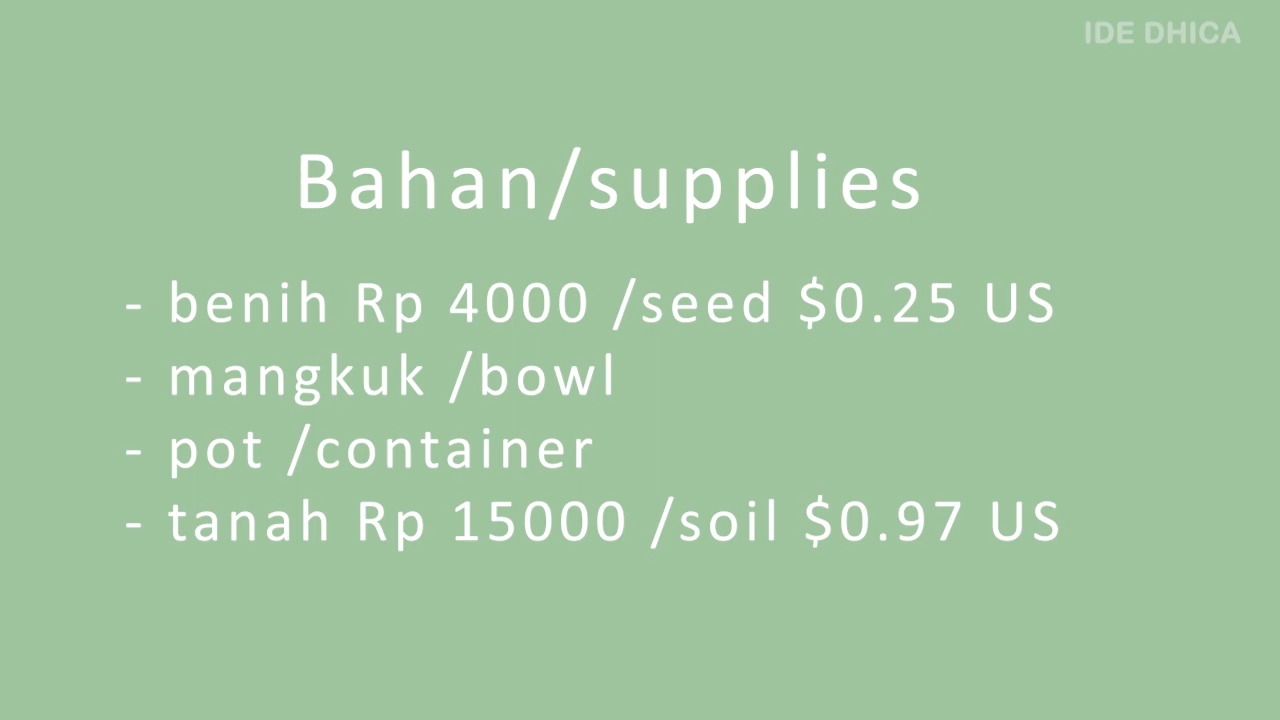 IDE DHICA
Bahan/supplies
- benih Rp 4000 /seed $0.25 US
- mangkuk /bowl
- pot /container
- tanah Rp 15000 /soil $0.97 US